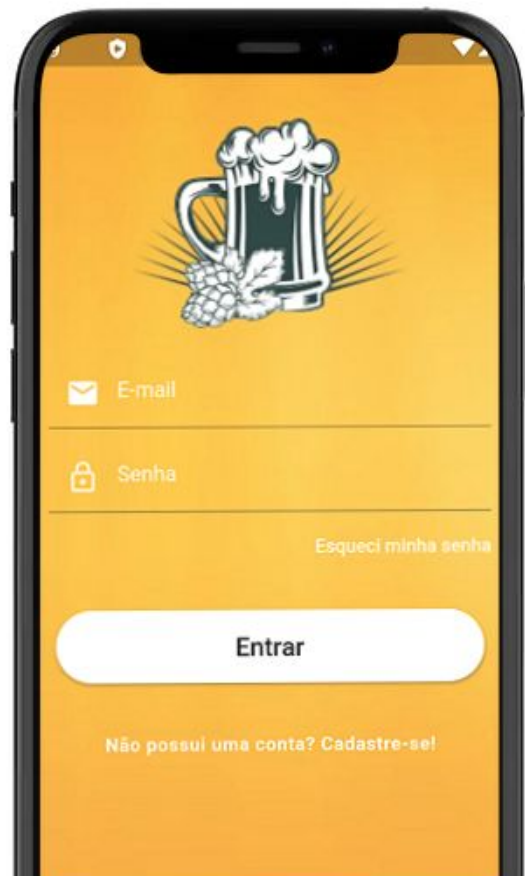 E-mail
Senha
Esqueci minha senha
Entrar
Não possui uma conta? Cadastre-se!